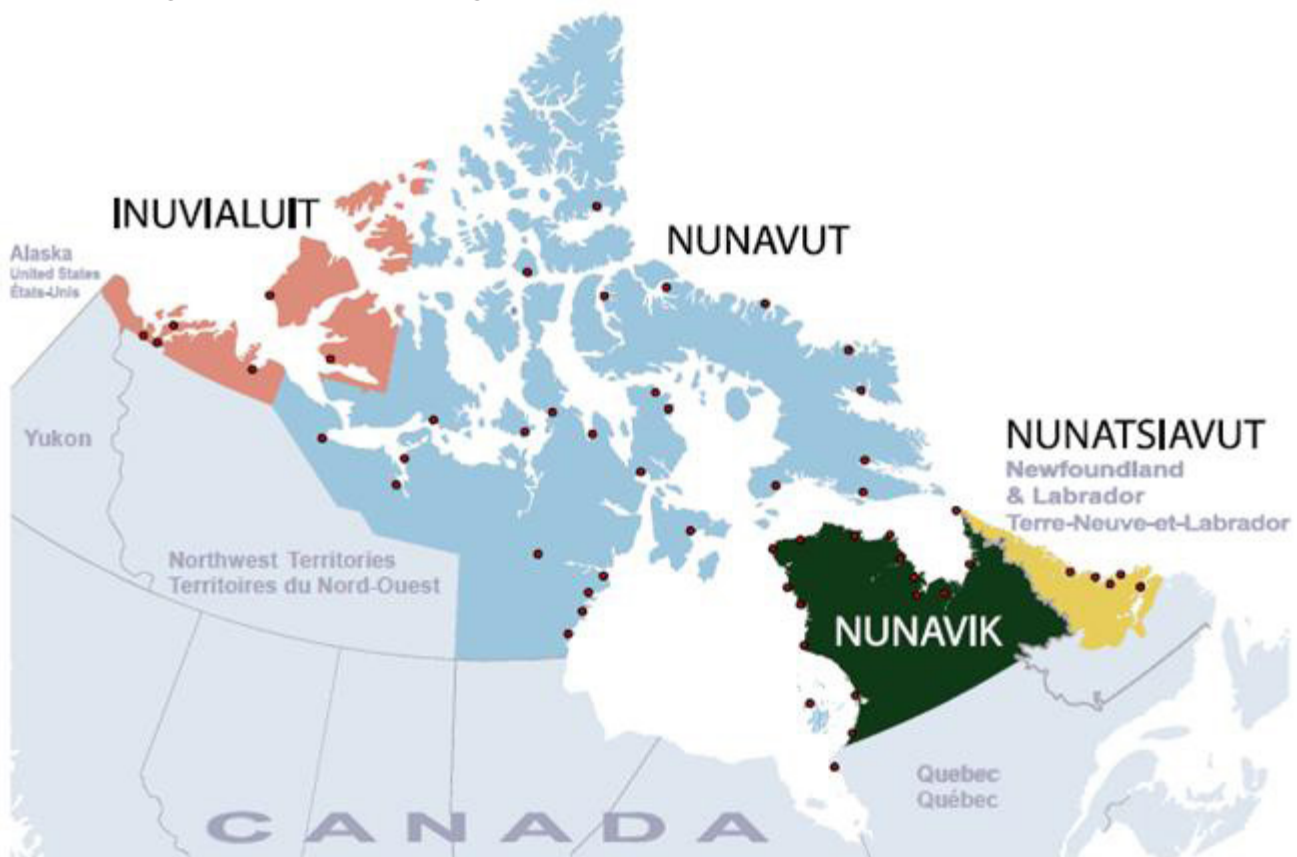 INUVIALUIT
NUNAVUT
Alaska
United States
États-Unis
NUNATSIAVUT
Newfoundland
& Labrador
Terre-Neuve-et-Labrador
Yukon
Northwest Territories
Territoires du Nord-Ouest
NUNAVIK
Quebec
Québec
CANADA